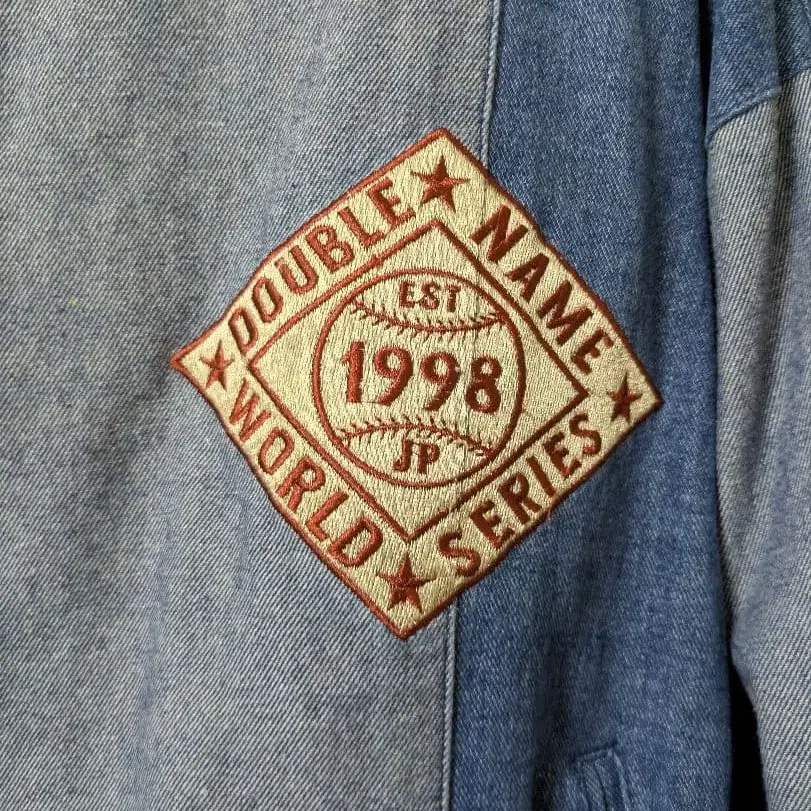 DOUBLE
NAME
EST
1998
JP
WORLD
SERIES